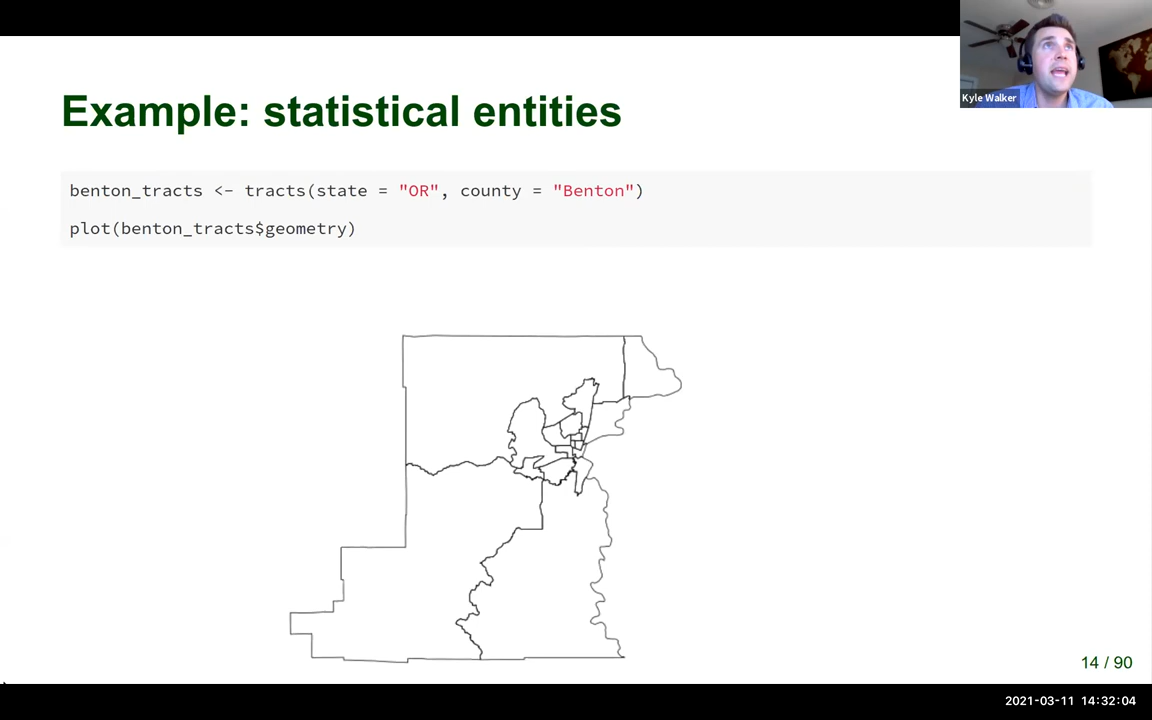 Kyle Walker
Example: statistical entities
benton_tracts <- tracts(state = "OR", county = "Benton")
plot(benton_tracts$geometry)
14 / 90
2021-03-11 14:32:04